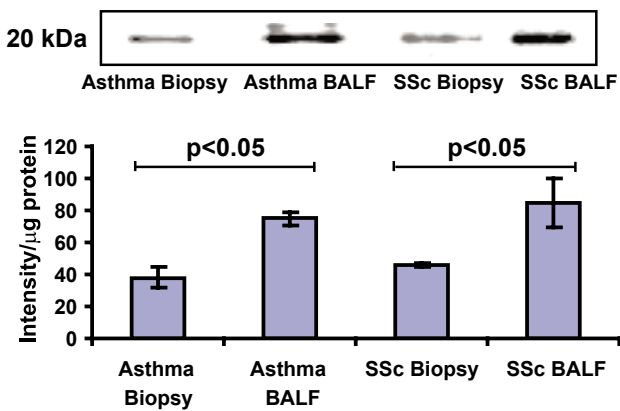 20 kDa
Asthma Biopsy Asthma BALF SSc Biopsy SSc BALF
Intensity/µg protein
120
100
80
60
40
20
0
p<0.05 p<0.05
Asthma Biopsy
Asthma BALF
SSc Biopsy
SSc BALF